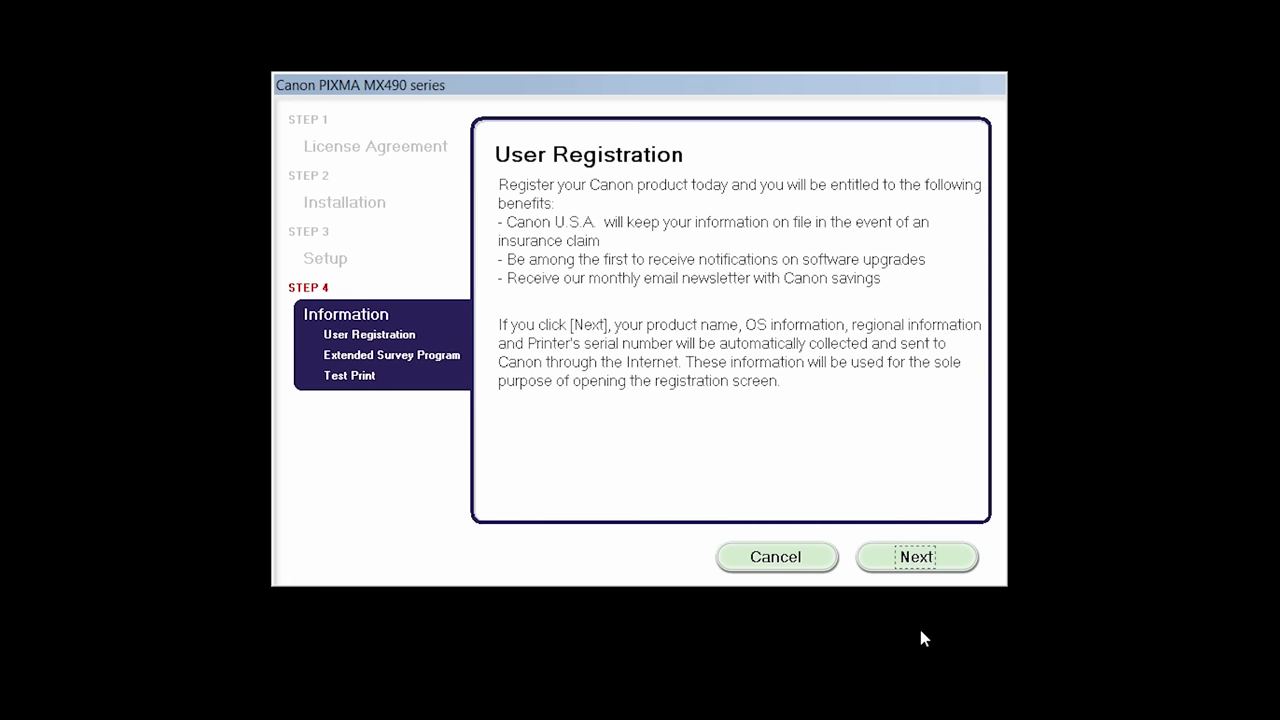 Canon PIXMA MX490 series
STEP 1
License Agreement
STEP 2
Installation
STEP 3
Setup
STEP 4
Information
User Registration
Extended Survey Program
Test Print
User Registration
Register your Canon product today and you will be entitled to the following
benefits:
- Canon U.S.A.  will keep your information on file in the event of an
insurance claim
- Be among the first to receive notifications on software upgrades
- Receive our monthly email newsletter with Canon savings
If you click [Next], your product name, OS information, regional information
and Printer's serial number will be automatically collected and sent to
Canon through the Internet. These information will be used for the sole
purpose of opening the registration screen.
Cancel
Next